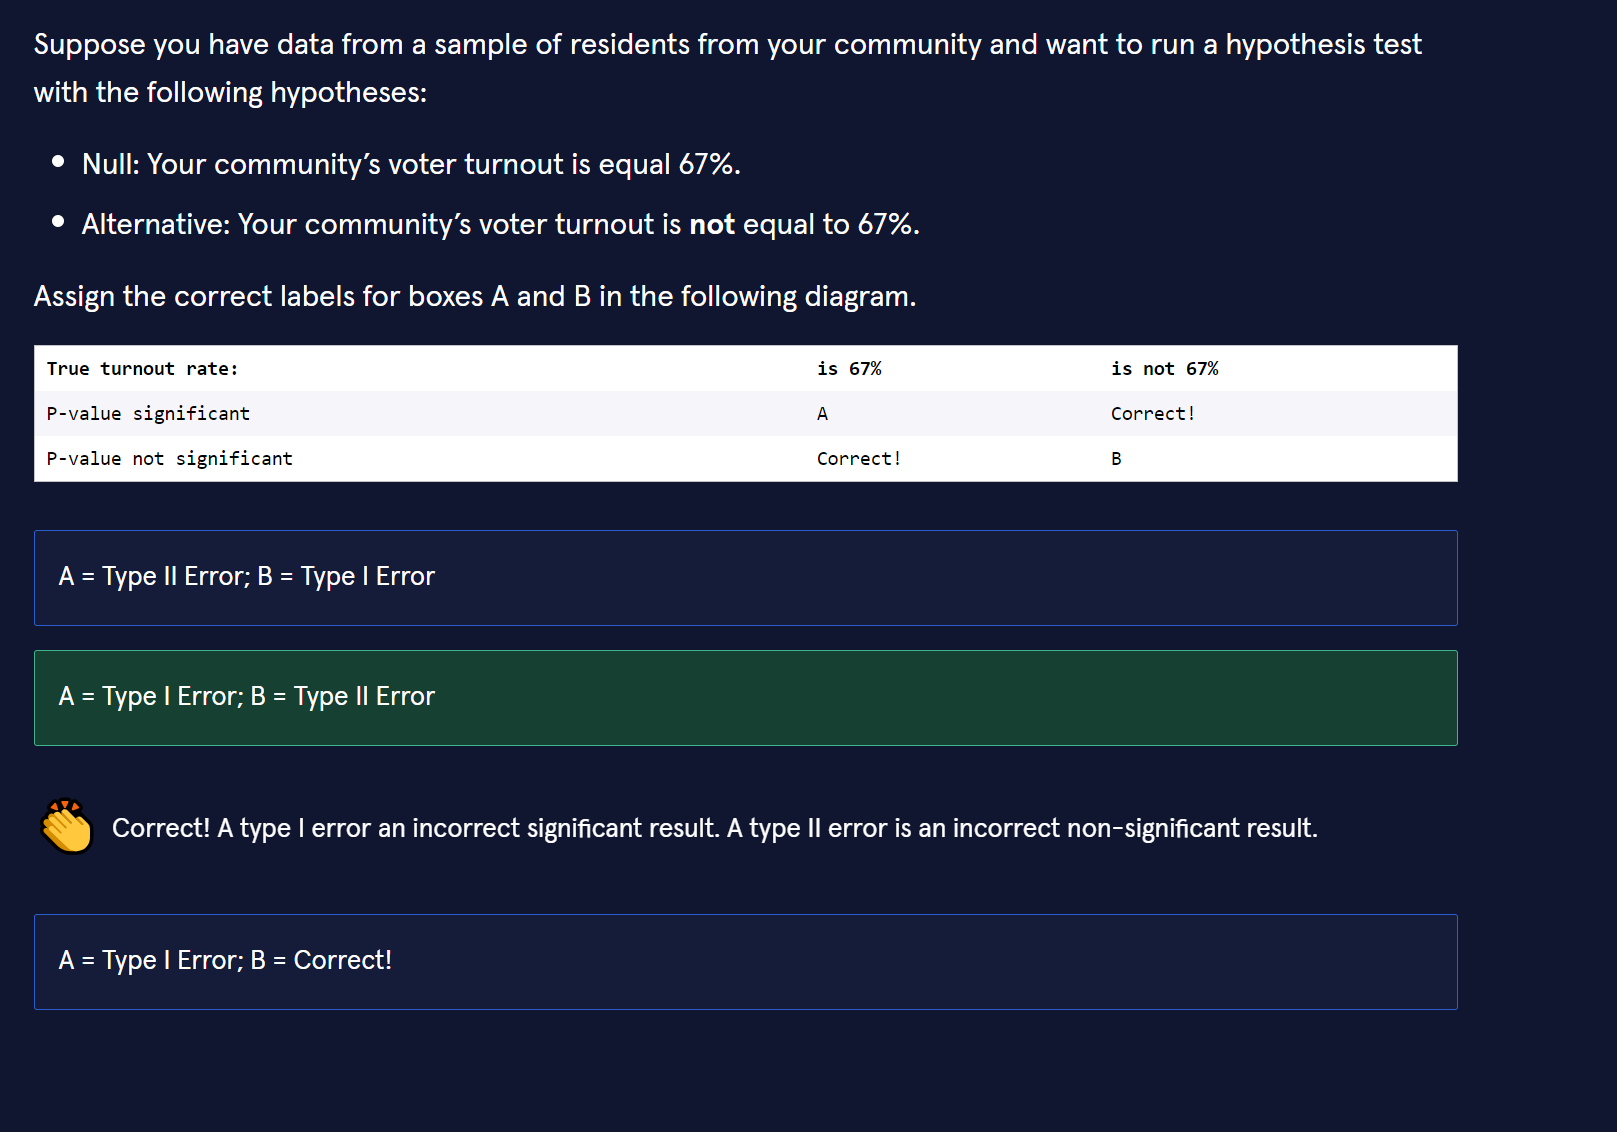 Suppose you have data from a sample of residents from your community and want to run a hypothesis test
with the following hypotheses:
Null: Your community’s voter turnout is equal 67%.
Alternative: Your community’s voter turnout is not equal to 67%.
Assign the correct labels for boxes A and B in the following diagram.
True turnout rate: is 67% is not 67%
P-value significant A Correct!
P-value not significant Correct! B
A = Type II Error; B = Type I Error
A = Type I Error; B = Type II Error
Correct! A type I error an incorrect significant result. A type II error is an incorrect non-significant result.
A = Type I Error; B = Correct!